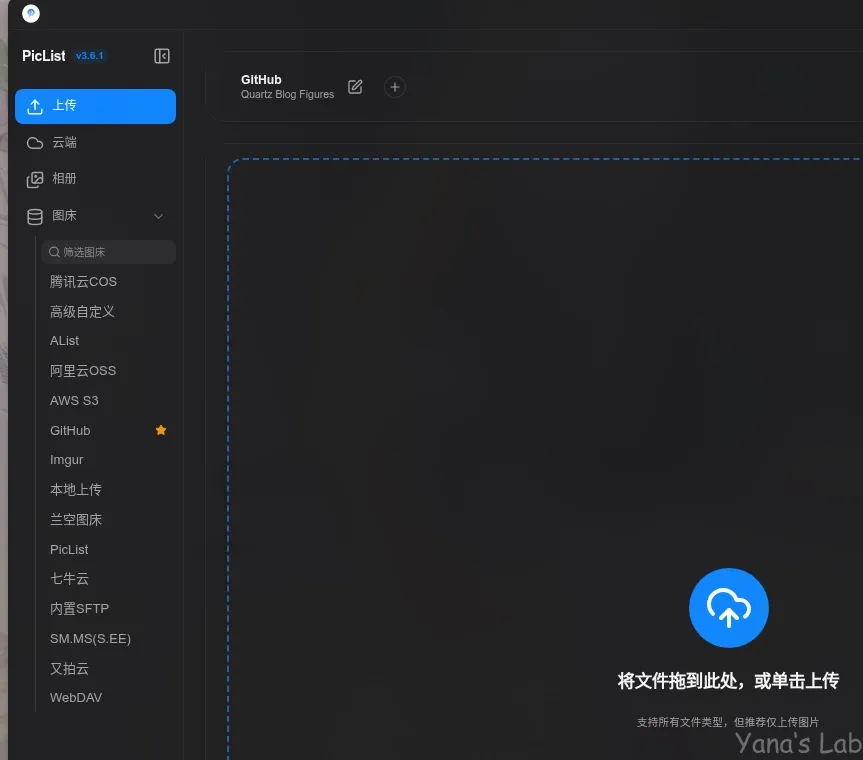 PicList v3.6.1
上传
云端
相册
图床
筛选图床
腾讯云COS
高级自定义
AList
阿里云OSS
AWS S3
GitHub
Imgur
本地上传
兰空图床
PicList
七牛云
内置SFTP
SM.MS(S.EE)
又拍云
WebDAV
GitHub
Quartz Blog Figures
将文件拖到此处，或单击上传
支持所有文件类型，但推荐仅上传图片
Yana's Lab